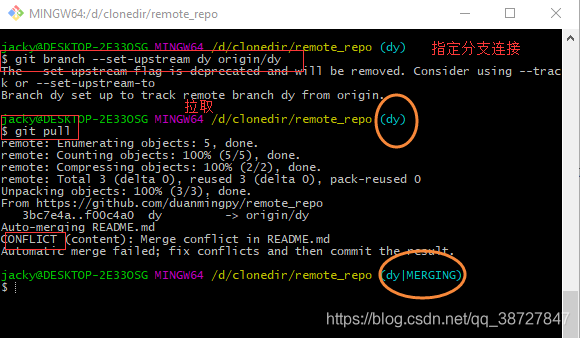 MINGW64:/d/clonedir/remote_repo
jacky@DESKTOP-2E33OSG MINGW64 /d/clonedir/remote_repo (dy)
指定分支连接
$ git branch --set-upstream dy origin/dy
The --set-upstream flag is deprecated and will be removed. Consider using --trac
k or --set-upstream-to
Branch dy set up to track remote branch dy from origin.
拉取
jacky@DESKTOP-2E33OSG MINGW64 /d/clonedir/remote_repo (dy)
$ git pull
remote: Enumerating objects: 5, done.
remote: Counting objects: 100% (5/5), done.
remote: Compressing objects: 100% (2/2), done.
remote: Total 3 (delta 0), reused 3 (delta 0), pack-reused 0
Unpacking objects: 100% (3/3), done.
From https://github.com/duanmingpy/remote_repo
3bc7e4a..f00c4a0 dy -> origin/dy
Auto-merging README.md
CONFLICT (content): Merge conflict in README.md
Automatic merge failed; fix conflicts and then commit the result.
jacky@DESKTOP-2E33OSG MINGW64 /d/clonedir/remote_repo (dy|MERGING)
$
https://blog.csdn.net/qq_38727847